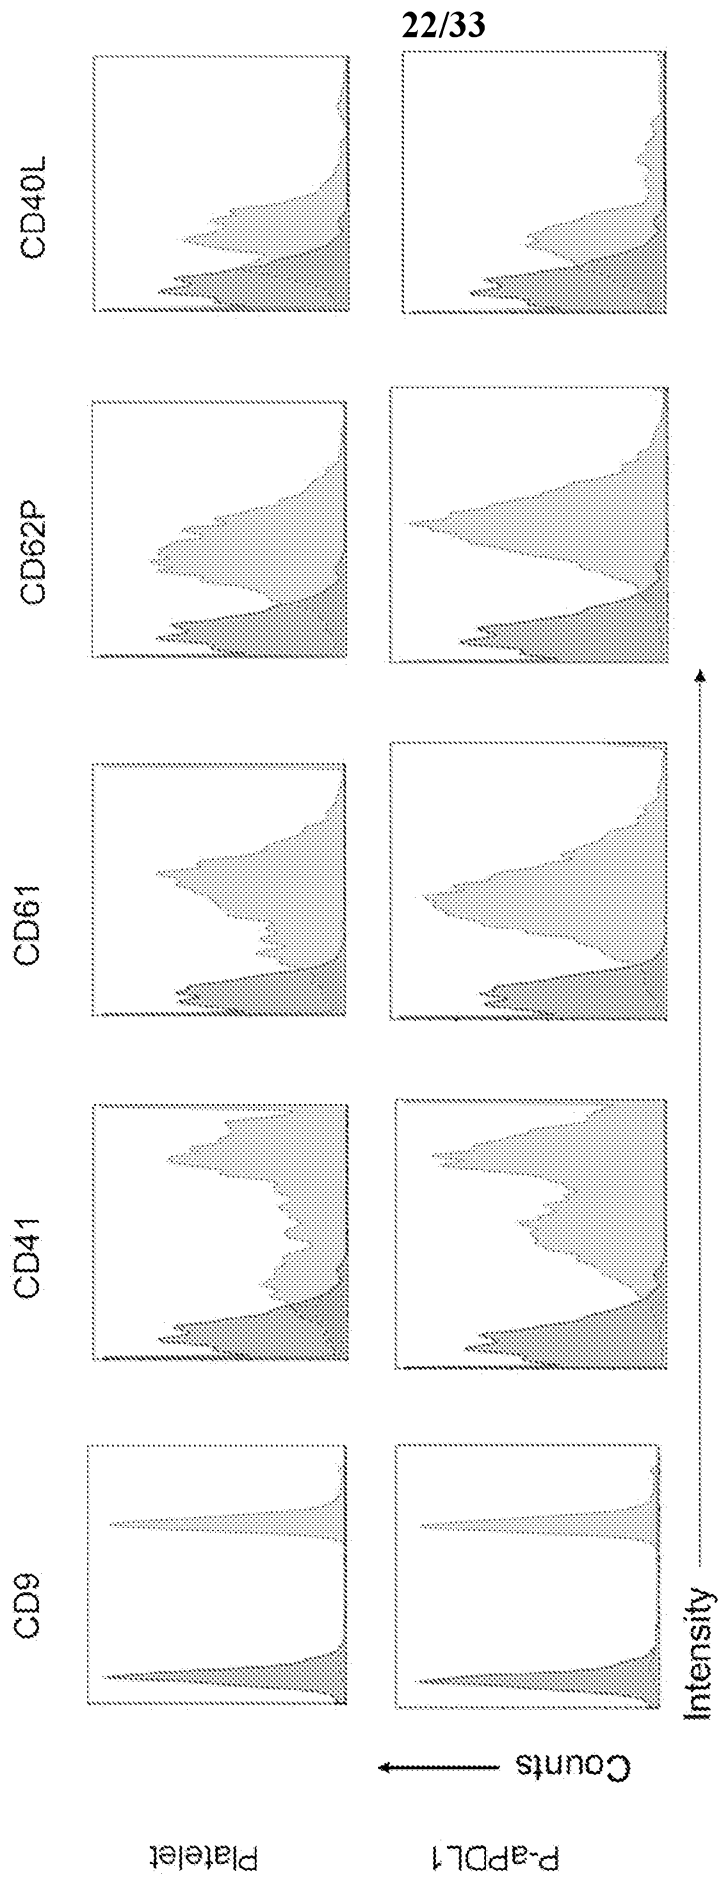 22/33
CD9
CD41
CD61
CD62P
CD40L
Platelet
P-aPDL1
Counts
Intensity